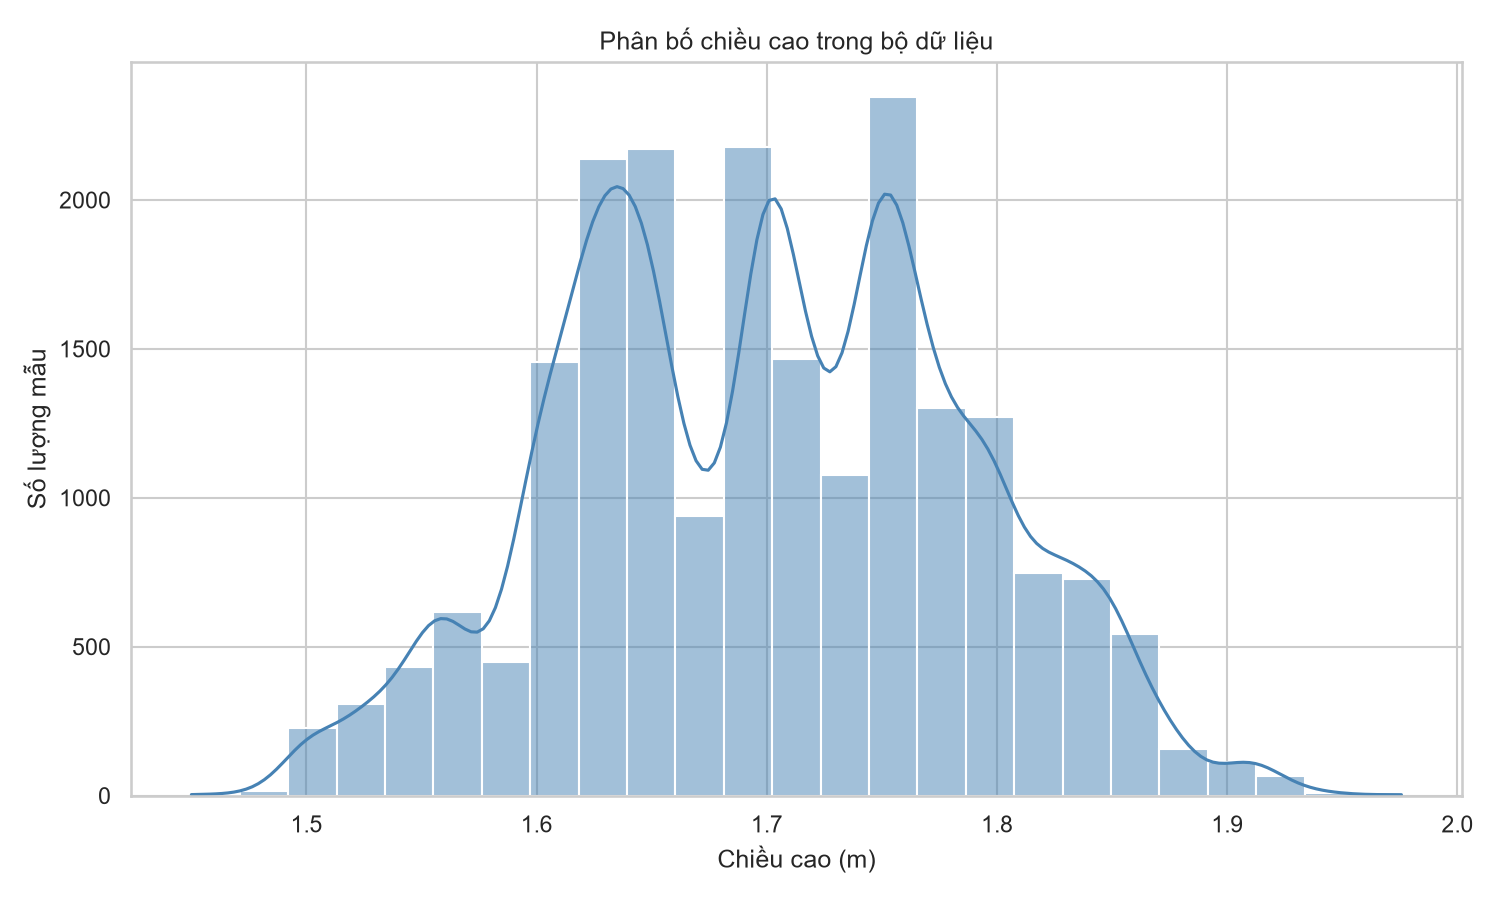 Phân bố chiều cao trong bộ dữ liệu
Số lượng mẫu
2000
1500
1000
500
0
1.5 1.6 1.7 1.8 1.9 2.0
Chiều cao (m)